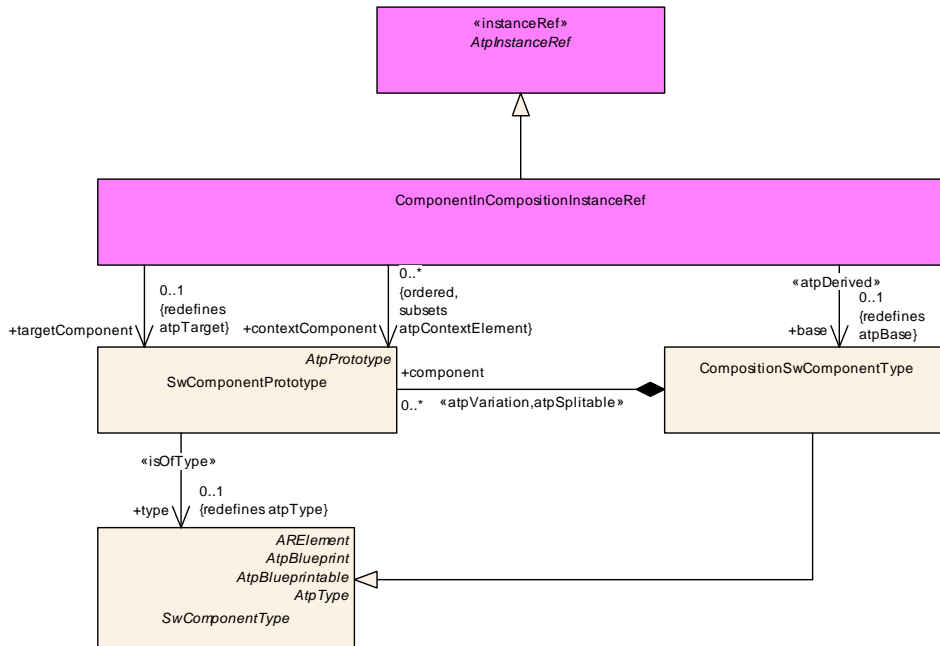 «instanceRef»
AtpInstanceRef
ComponentInCompositionInstanceRef
0..1
{redefines
atpTarget}
+targetComponent
0..*
{ordered,
subsets
atpContextElement}
+contextComponent
«atpDerived»
0..1
{redefines
atpBase}
+base
AtpPrototype
SwComponentPrototype
+component
0..*
«atpVariation,atpSplitable»
CompositionSwComponentType
«isOfType»
0..1
{redefines atpType}
+type
ARElement
AtpBlueprint
AtpBlueprintable
AtpType
SwComponentType